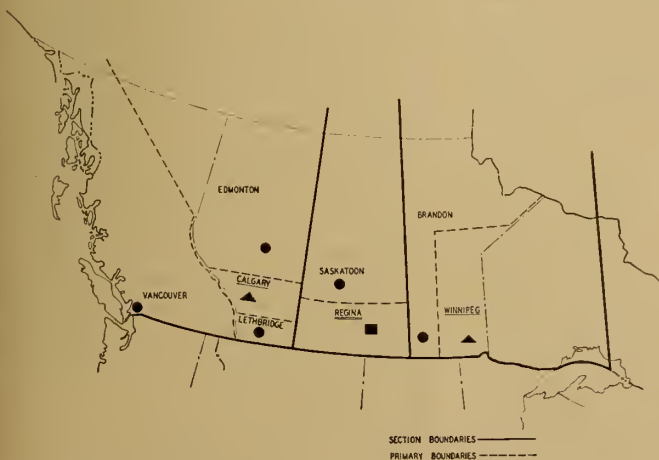 EDMONTON
BRANDON
CALGARY
SASKATOON
VANCOUVER
LETHBRIDGE
REGINA
WINNIPEG
SECTION BOUNDARIES
PRIMARY BOUNDARIES